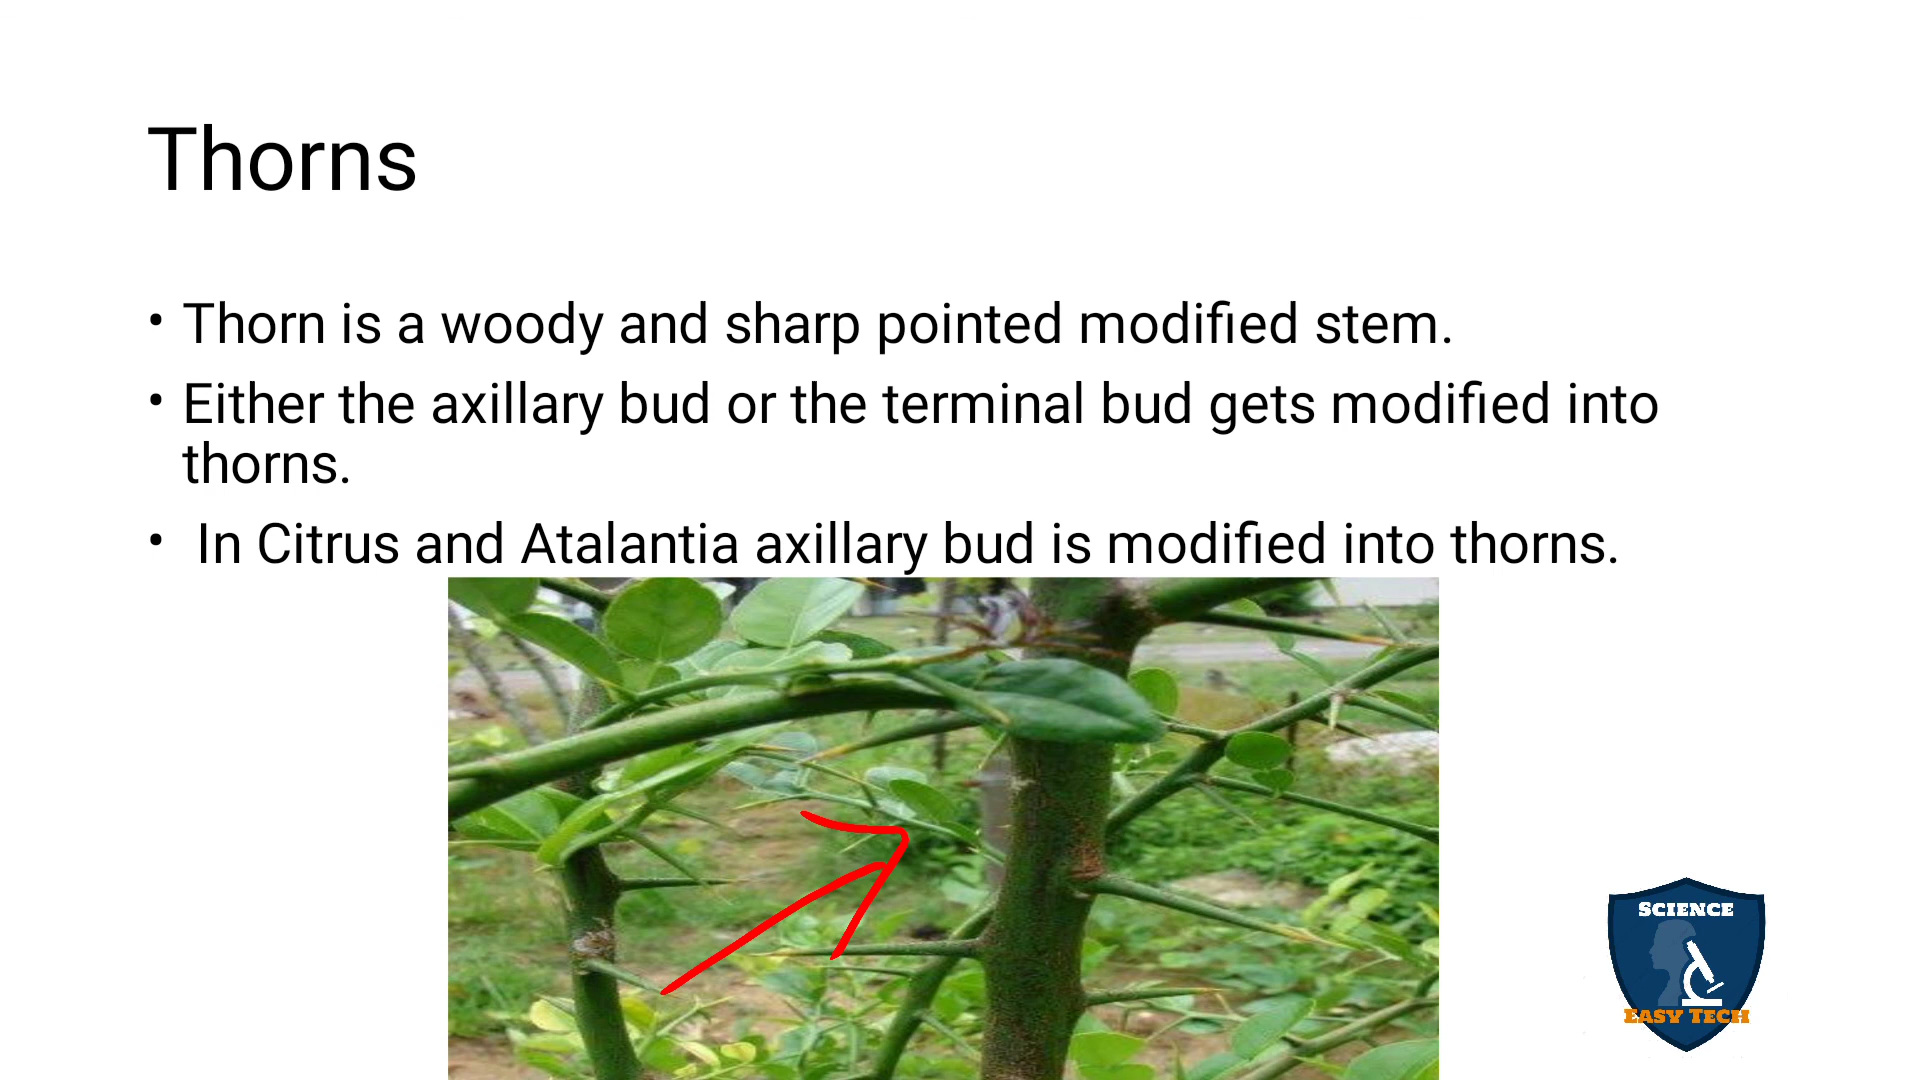 Thorns
• Thorn is a woody and sharp pointed modified stem.
• Either the axillary bud or the terminal bud gets modified into
thorns.
• In Citrus and Atalantia axillary bud is modified into thorns.
SCIENCE
EASY TECH